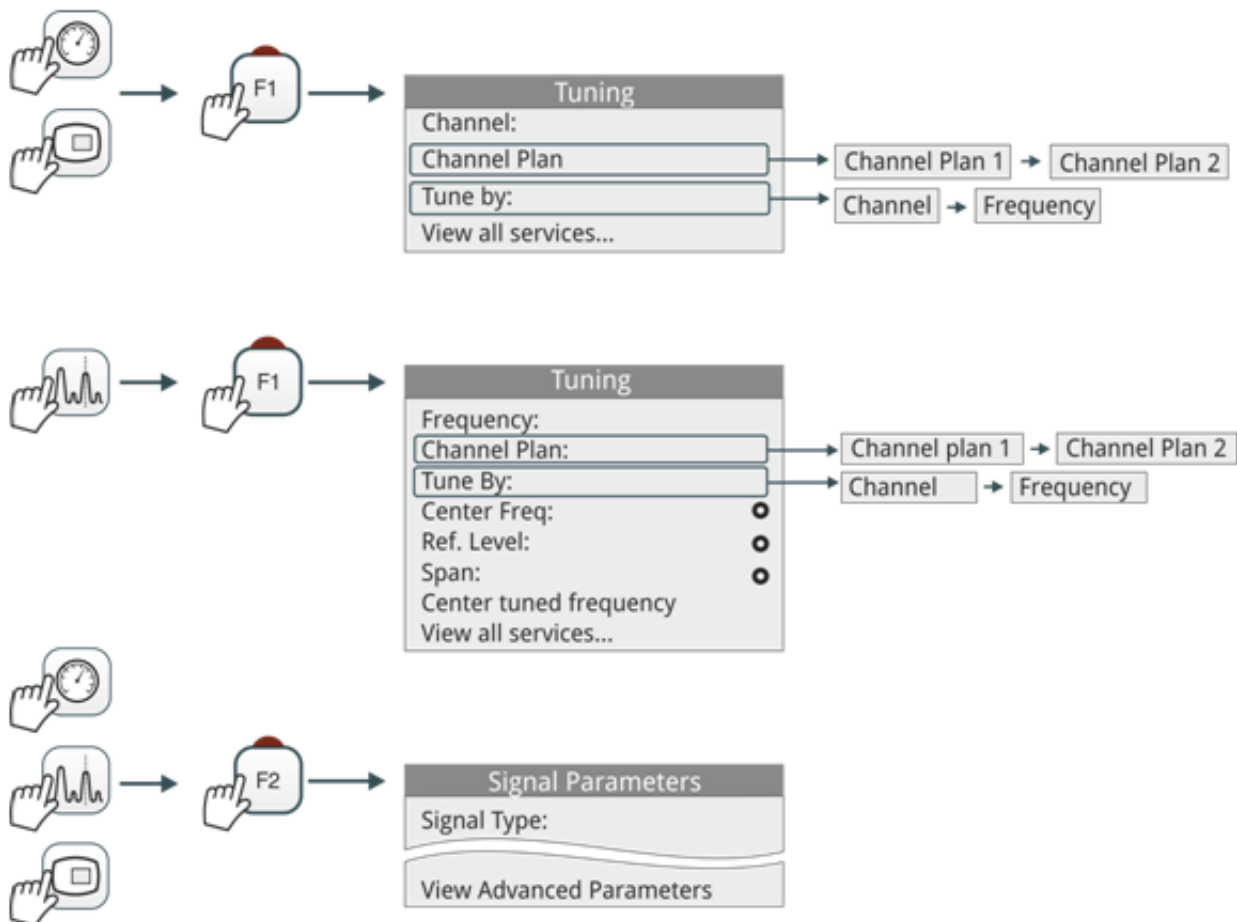 F1
Tuning
Channel:
Channel Plan
Channel Plan 1
Channel Plan 2
Tune by:
Channel
Frequency
View all services...
F1
Tuning
Frequency:
Channel Plan:
Channel plan 1
Channel Plan 2
Tune By:
Channel
Frequency
Center Freq:
Ref. Level:
Span:
Center tuned frequency
View all services...
F2
Signal Parameters
Signal Type:
View Advanced Parameters